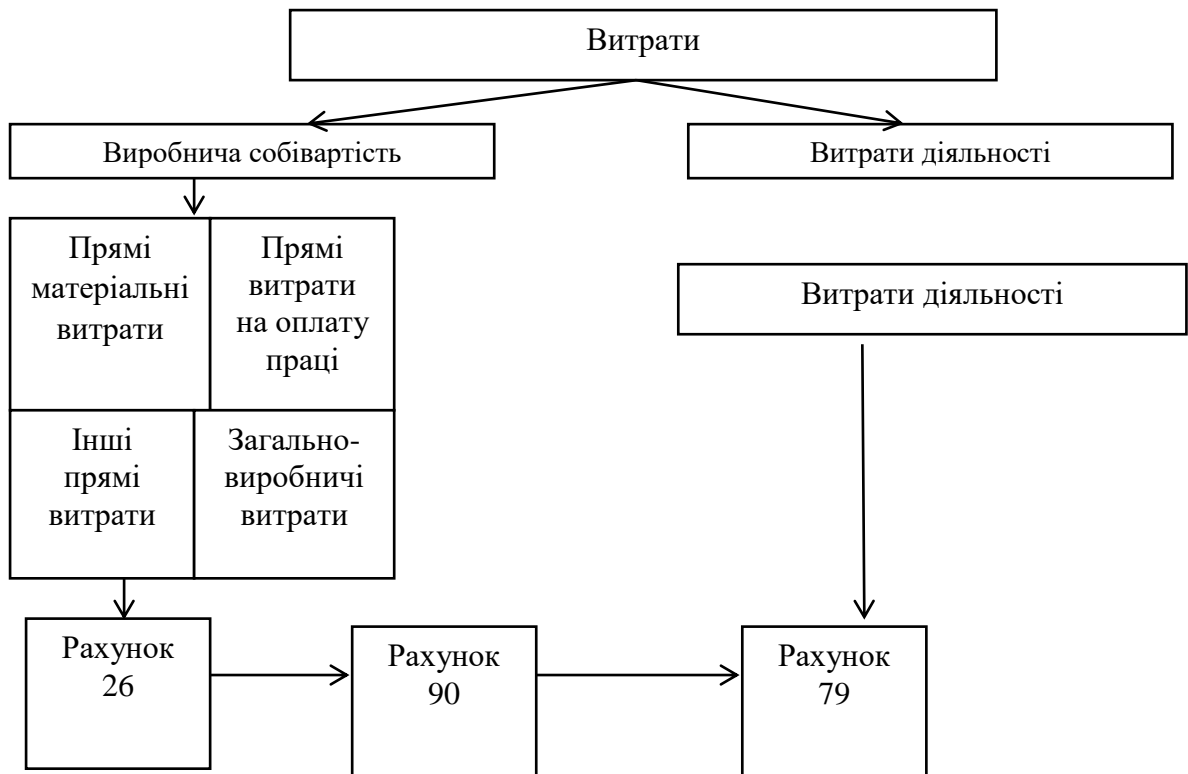 Витрати
Виробнича собівартість
Витрати діяльності
Прямі
матеріальні
витрати
Прямі
витрати
на оплату
праці
Витрати діяльності
Інші
прямі
витрати
Загально-
виробничі
витрати
Рахунок
26
Рахунок
90
Рахунок
79